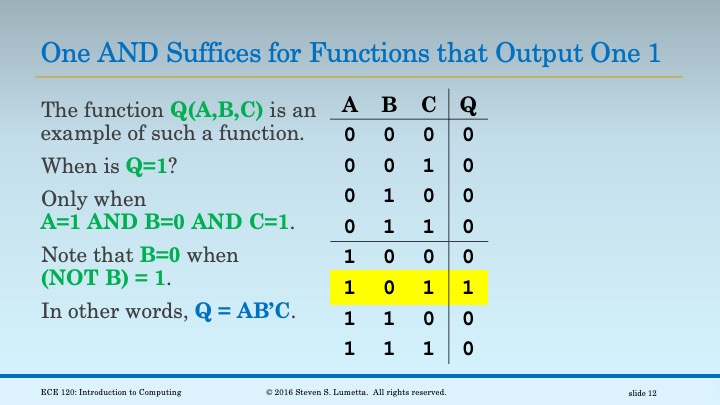 One AND Suffices for Functions that Output One 1
The function Q(A,B,C) is an
example of such a function.
When is Q=1?
Only when
A=1 AND B=0 AND C=1.
Note that B=0 when
(NOT B) = 1.
In other words, Q = AB’C.
A B C Q
0 0 0 0
0 0 1 0
0 1 0 0
0 1 1 0
1 0 0 0
1 0 1 1
1 1 0 0
1 1 1 0
ECE 120: Introduction to Computing
© 2016 Steven S. Lumetta. All rights reserved.
slide 12